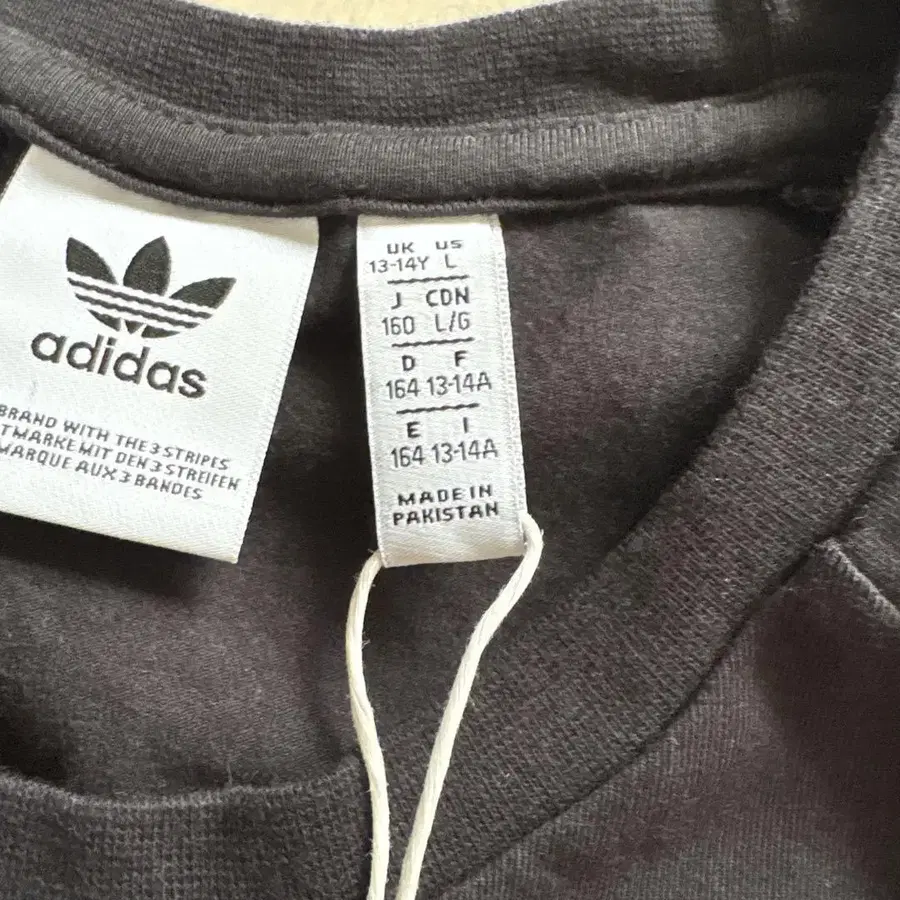 adidas
BRAND WITH THE 3 STRIPES
TMARKE MIT DEN 3 STREIFEN
MARQUE AUX 3 BANDES
UK US
13-14Y L
J CDN
160 L/G
D F
164 13-14A
E I
164 13-14A
MADE IN
PAKISTAN